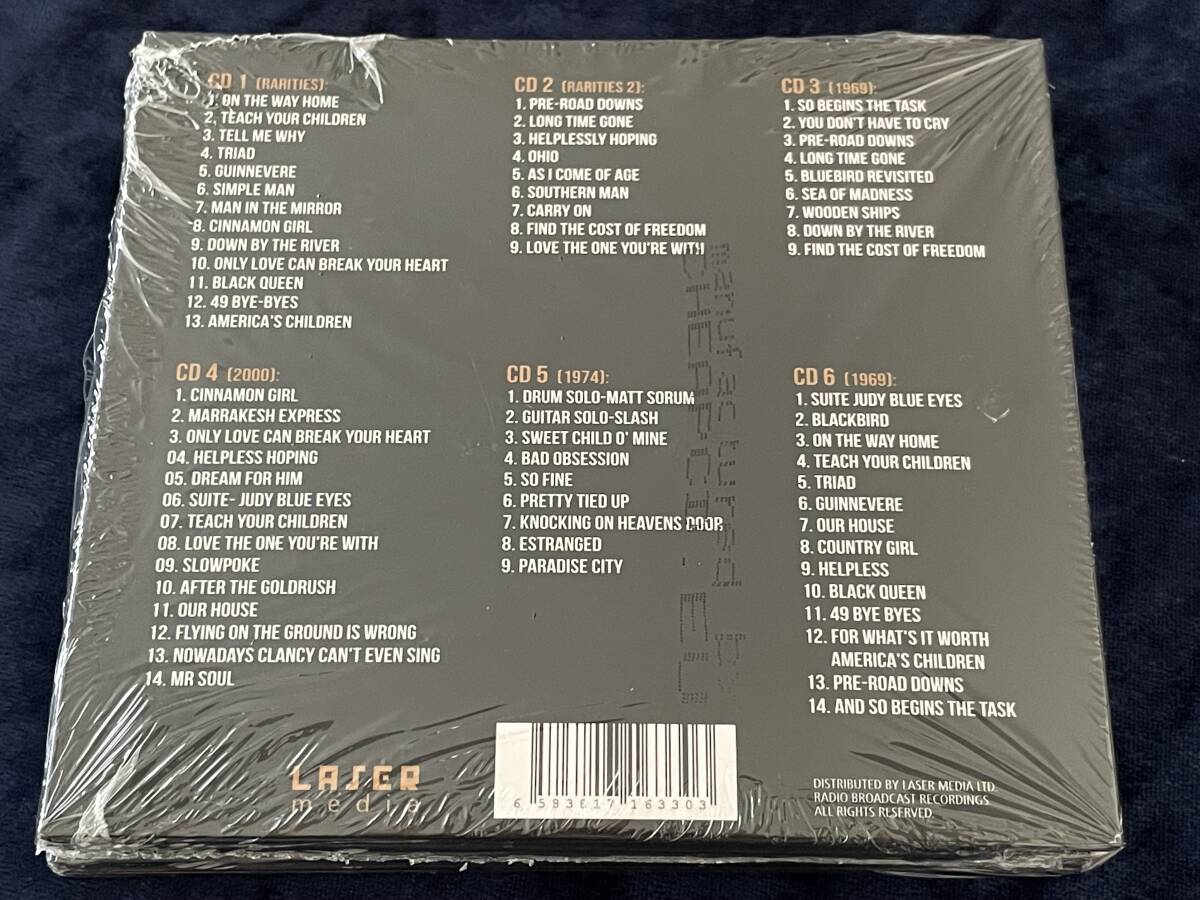 CD 1 (RARITIES):
1. ON THE WAY HOME
2. TEACH YOUR CHILDREN
3. TELL ME WHY
4. TRIAD
5. GUINNEVERE
6. SIMPLE MAN
7. MAN IN THE MIRROR
8. CINNAMON GIRL
9. DOWN BY THE RIVER
10. ONLY LOVE CAN BREAK YOUR HEART
11. BLACK QUEEN
12. 49 BYE-BYES
13. AMERICA'S CHILDREN
CD 2 (RARITIES 2):
1. PRE-ROAD DOWNS
2. LONG TIME GONE
3. HELPLESSLY HOPING
4. OHIO
5. AS I COME OF AGE
6. SOUTHERN MAN
7. CARRY ON
8. FIND THE COST OF FREEDOM
9. LOVE THE ONE YOU'RE WITH
CD 3 (1969):
1. SO BEGINS THE TASK
2. YOU DON'T HAVE TO CRY
3. PRE-ROAD DOWNS
4. LONG TIME GONE
5. BLUEBIRD REVISITED
6. SEA OF MADNESS
7. WOODEN SHIPS
8. DOWN BY THE RIVER
9. FIND THE COST OF FREEDOM
CD 4 (2000):
1. CINNAMON GIRL
2. MARRAKESH EXPRESS
3. ONLY LOVE CAN BREAK YOUR HEART
04. HELPLESS HOPING
05. DREAM FOR HIM
06. SUITE- JUDY BLUE EYES
07. TEACH YOUR CHILDREN
08. LOVE THE ONE YOU'RE WITH
09. SLOWPOKE
10. AFTER THE GOLDRUSH
11. OUR HOUSE
12. FLYING ON THE GROUND IS WRONG
13. NOWADAYS CLANCY CAN'T EVEN SING
14. MR SOUL
CD 5 (1974):
1. DRUM SOLO-MATT SORUM
2. GUITAR SOLO-SLASH
3. SWEET CHILD O' MINE
4. BAD OBSESSION
5. SO FINE
6. PRETTY TIED UP
7. KNOCKING ON HEAVENS DOOR
8. ESTRANGED
9. PARADISE CITY
CD 6 (1969):
1. SUITE JUDY BLUE EYES
2. BLACKBIRD
3. ON THE WAY HOME
4. TEACH YOUR CHILDREN
5. TRIAD
6. GUINNEVERE
7. OUR HOUSE
8. COUNTRY GIRL
9. HELPLESS
10. BLACK QUEEN
11. 49 BYE BYES
12. FOR WHAT'S IT WORTH
AMERICA'S CHILDREN
13. PRE-ROAD DOWNS
14. AND SO BEGINS THE TASK
LASER
media
6 593817 163303
DISTRIBUTED BY LASER MEDIA LTD.
RADIO BROADCAST RECORDINGS.
ALL RIGHTS RESERVED.